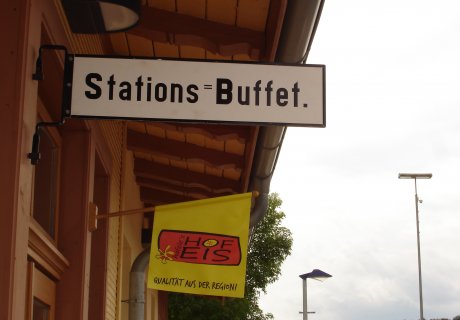 Stations=Buffet.
HOF
EIS
QUALITÄT AUS DER REGION!